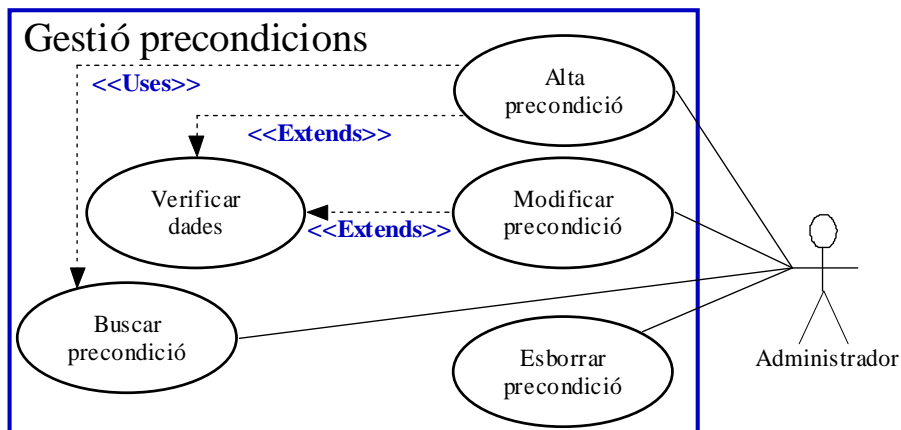 Gestió precondicions
<<Uses>>
Alta
precondició
<<Extends>>
Verificar
dades
Modificar
precondició
<<Extends>>
Buscar
precondició
Esborrar
precondició
Administrador